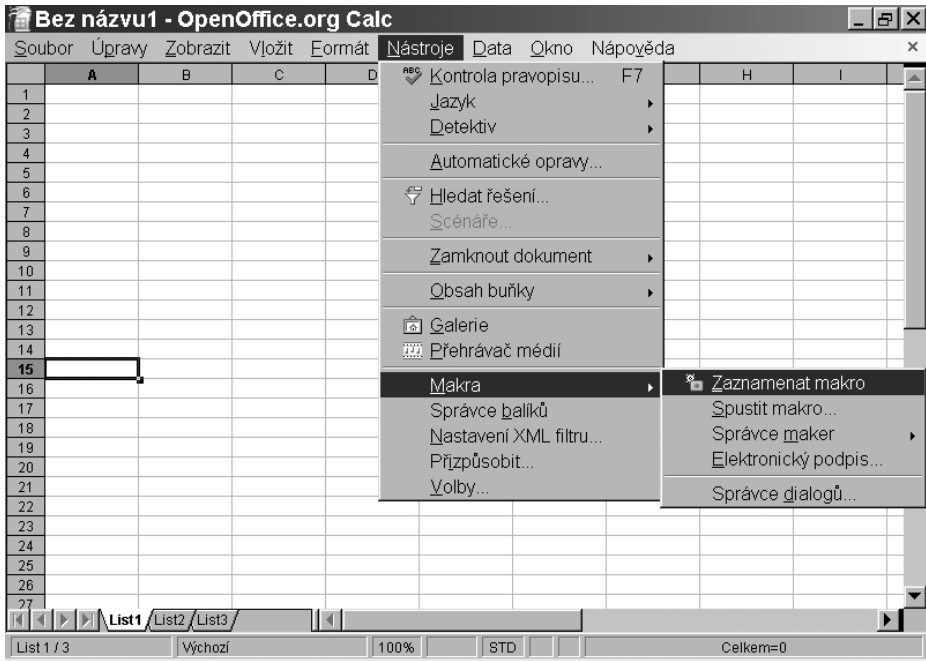 Bez názvu1 - OpenOffice.org Calc
Soubor Úpravy Zobrazit Vložit Formát Nástroje Data Okno Nápověda
A B C D H I
1
2
3
4
5
6
7
8
9
10
11
12
13
14
15
16
17
18
19
20
21
22
23
24
25
26
27
ABC Kontrola pravopisu... F7
Jazyk
Detektiv
Automatické opravy...
Hledat řešení...
Scénáře...
Zamknout dokument
Obsah buňky
Galerie
Přehrávač médií
Makra
Správce balíků
Nastavení XML filtru...
Přizpůsobit...
Volby...
Zaznamenat makro
Spustit makro...
Správce maker
Elektronický podpis...
Správce dialogů...
List1 List2 List3
List 1 / 3 Výchozí 100% STD Celkem=0